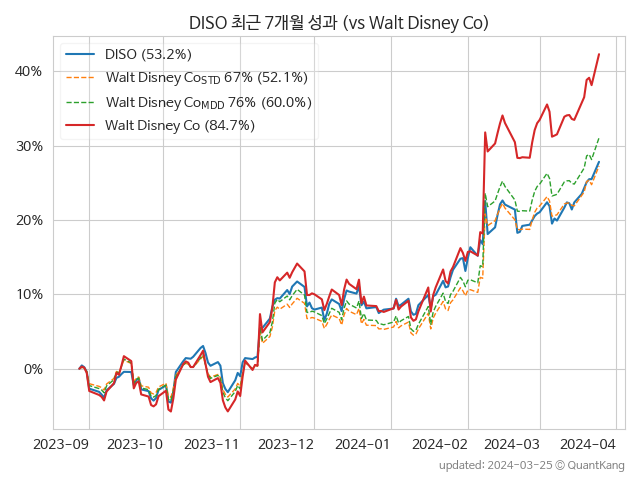 DISO 최근 7개월 성과 (vs Walt Disney Co)
DISO (53.2%)
Walt Disney CoSTD 67% (52.1%)
Walt Disney CoMDD 76% (60.0%)
Walt Disney Co (84.7%)
40%
30%
20%
10%
0%
2023-09 2023-10 2023-11 2023-12 2024-01 2024-02 2024-03 2024-04
updated: 2024-03-25 © QuantKang